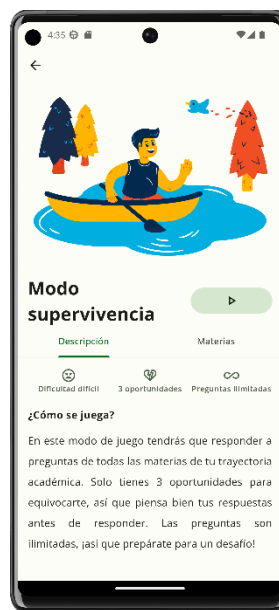 4:35
Modo
supervivencia
Descripción
Materias
Dificultad difícil
3 oportunidades
Preguntas Ilimitadas
¿Cómo se juega?
En este modo de juego tendrás que responder a
preguntas de todas las materias de tu trayectoria
académica. Solo tienes 3 oportunidades para
equivocarte, así que piensa bien tus respuestas
antes de responder. Las preguntas son
ilimitadas, ¡así que prepárate para un desafío!